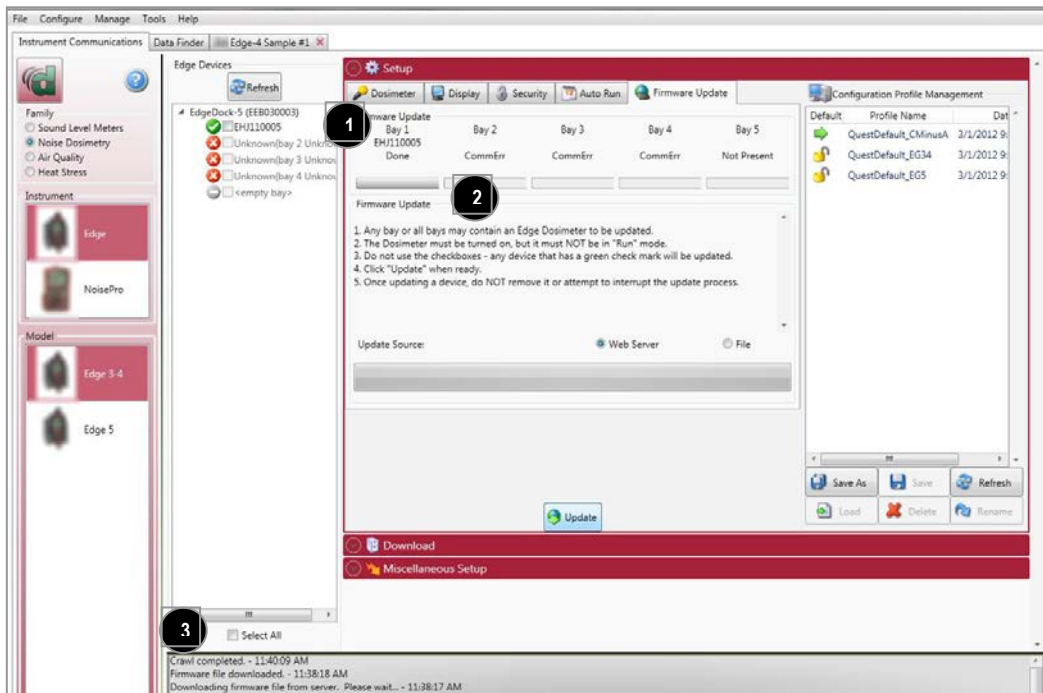 File Configure Manage Tools Help
Instrument Communications Data Finder Edge-4 Sample #1
Family
Sound Level Meters
Noise Dosimetry
Air Quality
Heat Stress
Instrument
Edge
NoisePro
Model
Edge 3-4
Edge 5
Edge Devices
Refresh
EdgeDock-5 (EEB030003)
EHJ110005
Unknown(bay 2 Unkno
Unknown(bay 3 Unknov
Unknown(bay 4 Unknov
<empty bay>
3
Select All
Setup
Dosimeter Display Security Auto Run Firmware Update
1
mware Update
Bay 1 Bay 2 Bay 3 Bay 4 Bay 5
EHJ110005
Done CommErr CommErr CommErr Not Present
2
Firmware Update
1. Any bay or all bays may contain an Edge Dosimeter to be updated.
2. The Dosimeter must be turned on, but it must NOT be in "Run" mode.
3. Do not use the checkboxes - any device that has a green check mark will be updated.
4. Click "Update" when ready.
5. Once updating a device, do NOT remove it or attempt to interrupt the update process.
Update Source: Web Server File
Update
Configuration Profile Management
Default Profile Name Dat
QuestDefault_CMinusA 3/1/2012 9:
QuestDefault_EG34 3/1/2012 9:
QuestDefault_EG5 3/1/2012 9:
Save As Save Refresh
Load Delete Rename
Download
Miscellaneous Setup
Crawl completed. - 11:40:09 AM
Firmware file downloaded. - 11:38:18 AM
Downloading firmware file from server. Please wait... - 11:38:17 AM